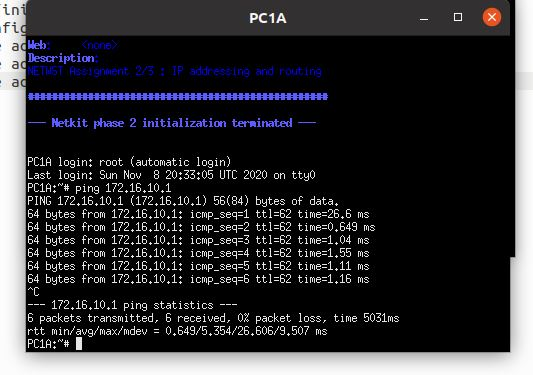 PC1A
Web: <none>
Description:
NETWST Assignment 2/3 : IP addressing and routing
--- Netkit phase 2 initialization terminated ---
PC1A login: root (automatic login)
Last login: Sun Nov  8 20:33:05 UTC 2020 on tty0
PC1A:~# ping 172.16.10.1
PING 172.16.10.1 (172.16.10.1) 56(84) bytes of data.
64 bytes from 172.16.10.1: icmp_seq=1 ttl=62 time=26.6 ms
64 bytes from 172.16.10.1: icmp_seq=2 ttl=62 time=0.649 ms
64 bytes from 172.16.10.1: icmp_seq=3 ttl=62 time=1.04 ms
64 bytes from 172.16.10.1: icmp_seq=4 ttl=62 time=1.55 ms
64 bytes from 172.16.10.1: icmp_seq=5 ttl=62 time=1.11 ms
64 bytes from 172.16.10.1: icmp_seq=6 ttl=62 time=1.16 ms
^C
--- 172.16.10.1 ping statistics ---
6 packets transmitted, 6 received, 0% packet loss, time 5031ms
rtt min/avg/max/mdev = 0.649/5.354/26.606/9.507 ms
PC1A:~#